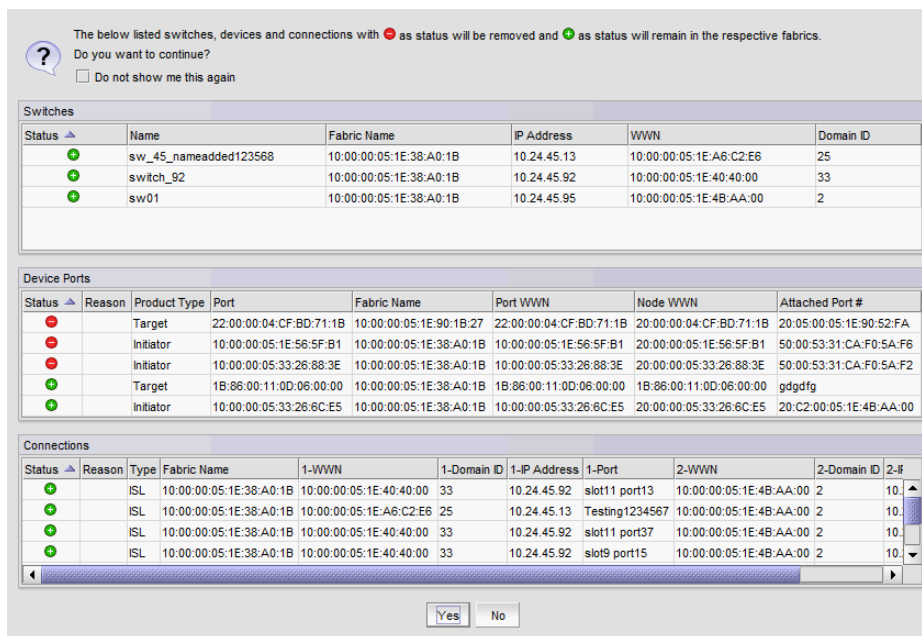 The below listed switches, devices and connections with as status will be removed and as status will remain in the respective fabrics.
Do you want to continue?
Do not show me this again
Switches
Status Name Fabric Name IP Address WWN Domain ID
sw_45_nameadded123568 10:00:00:05:1E:38:A0:1B 10.24.45.13 10:00:00:05:1E:A6:C2:E6 25
switch_92 10:00:00:05:1E:38:A0:1B 10.24.45.92 10:00:00:05:1E:40:40:00 33
sw01 10:00:00:05:1E:38:A0:1B 10.24.45.95 10:00:00:05:1E:4B:AA:00 2
Device Ports
Status Reason Product Type Port Fabric Name Port WWN Node WWN Attached Port #
Target 22:00:00:04:CF:BD:71:1B 10:00:00:05:1E:90:1B:27 22:00:00:04:CF:BD:71:1B 20:00:00:04:CF:BD:71:1B 20:05:00:05:1E:90:52:FA
Initiator 10:00:00:05:1E:56:5F:B1 10:00:00:05:1E:38:A0:1B 10:00:00:05:1E:56:5F:B1 20:00:00:05:1E:56:5F:B1 50:00:53:31:CA:F0:5A:F6
Initiator 10:00:00:05:33:26:88:3E 10:00:00:05:1E:38:A0:1B 10:00:00:05:33:26:88:3E 20:00:00:05:33:26:88:3E 50:00:53:31:CA:F0:5A:F2
Target 1B:86:00:11:0D:06:00:00 10:00:00:05:1E:38:A0:1B 1B:86:00:11:0D:06:00:00 1B:86:00:11:0D:06:00:00 gdgdfg
Initiator 10:00:00:05:33:26:6C:E5 10:00:00:05:1E:38:A0:1B 10:00:00:05:33:26:6C:E5 20:00:00:05:33:26:6C:E5 20:C2:00:05:1E:4B:AA:00
Connections
Status Reason Type Fabric Name 1-WWN 1-Domain ID 1-IP Address 1-Port 2-WWN 2-Domain ID
ISL 10:00:00:05:1E:38:A0:1B 10:00:00:05:1E:40:40:00 33 10.24.45.92 slot11 port13 10:00:00:05:1E:4B:AA:00 2 10.
ISL 10:00:00:05:1E:38:A0:1B 10:00:00:05:1E:A6:C2:E6 25 10.24.45.13 Testing1234567 10:00:00:05:1E:4B:AA:00 2 10.
ISL 10:00:00:05:1E:38:A0:1B 10:00:00:05:1E:40:40:00 33 10.24.45.92 slot11 port37 10:00:00:05:1E:4B:AA:00 2 10.
ISL 10:00:00:05:1E:38:A0:1B 10:00:00:05:1E:40:40:00 33 10.24.45.92 slot9 port15 10:00:00:05:1E:4B:AA:00 2 10.
Yes No